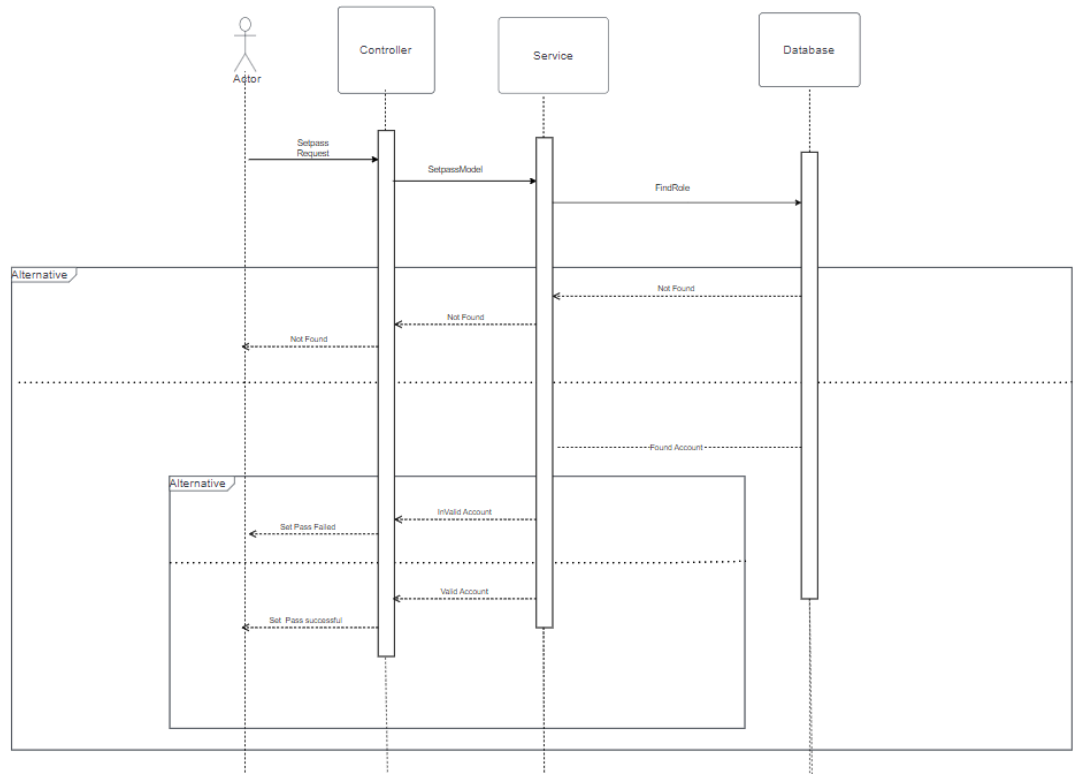 Actor
Controller
Service
Database
Setpass
Request
SetpassModel
FindRole
Alternative
Not Found
Not Found
Not Found
Found Account
Alternative
InValid Account
Set Pass Failed
Valid Account
Set Pass successful